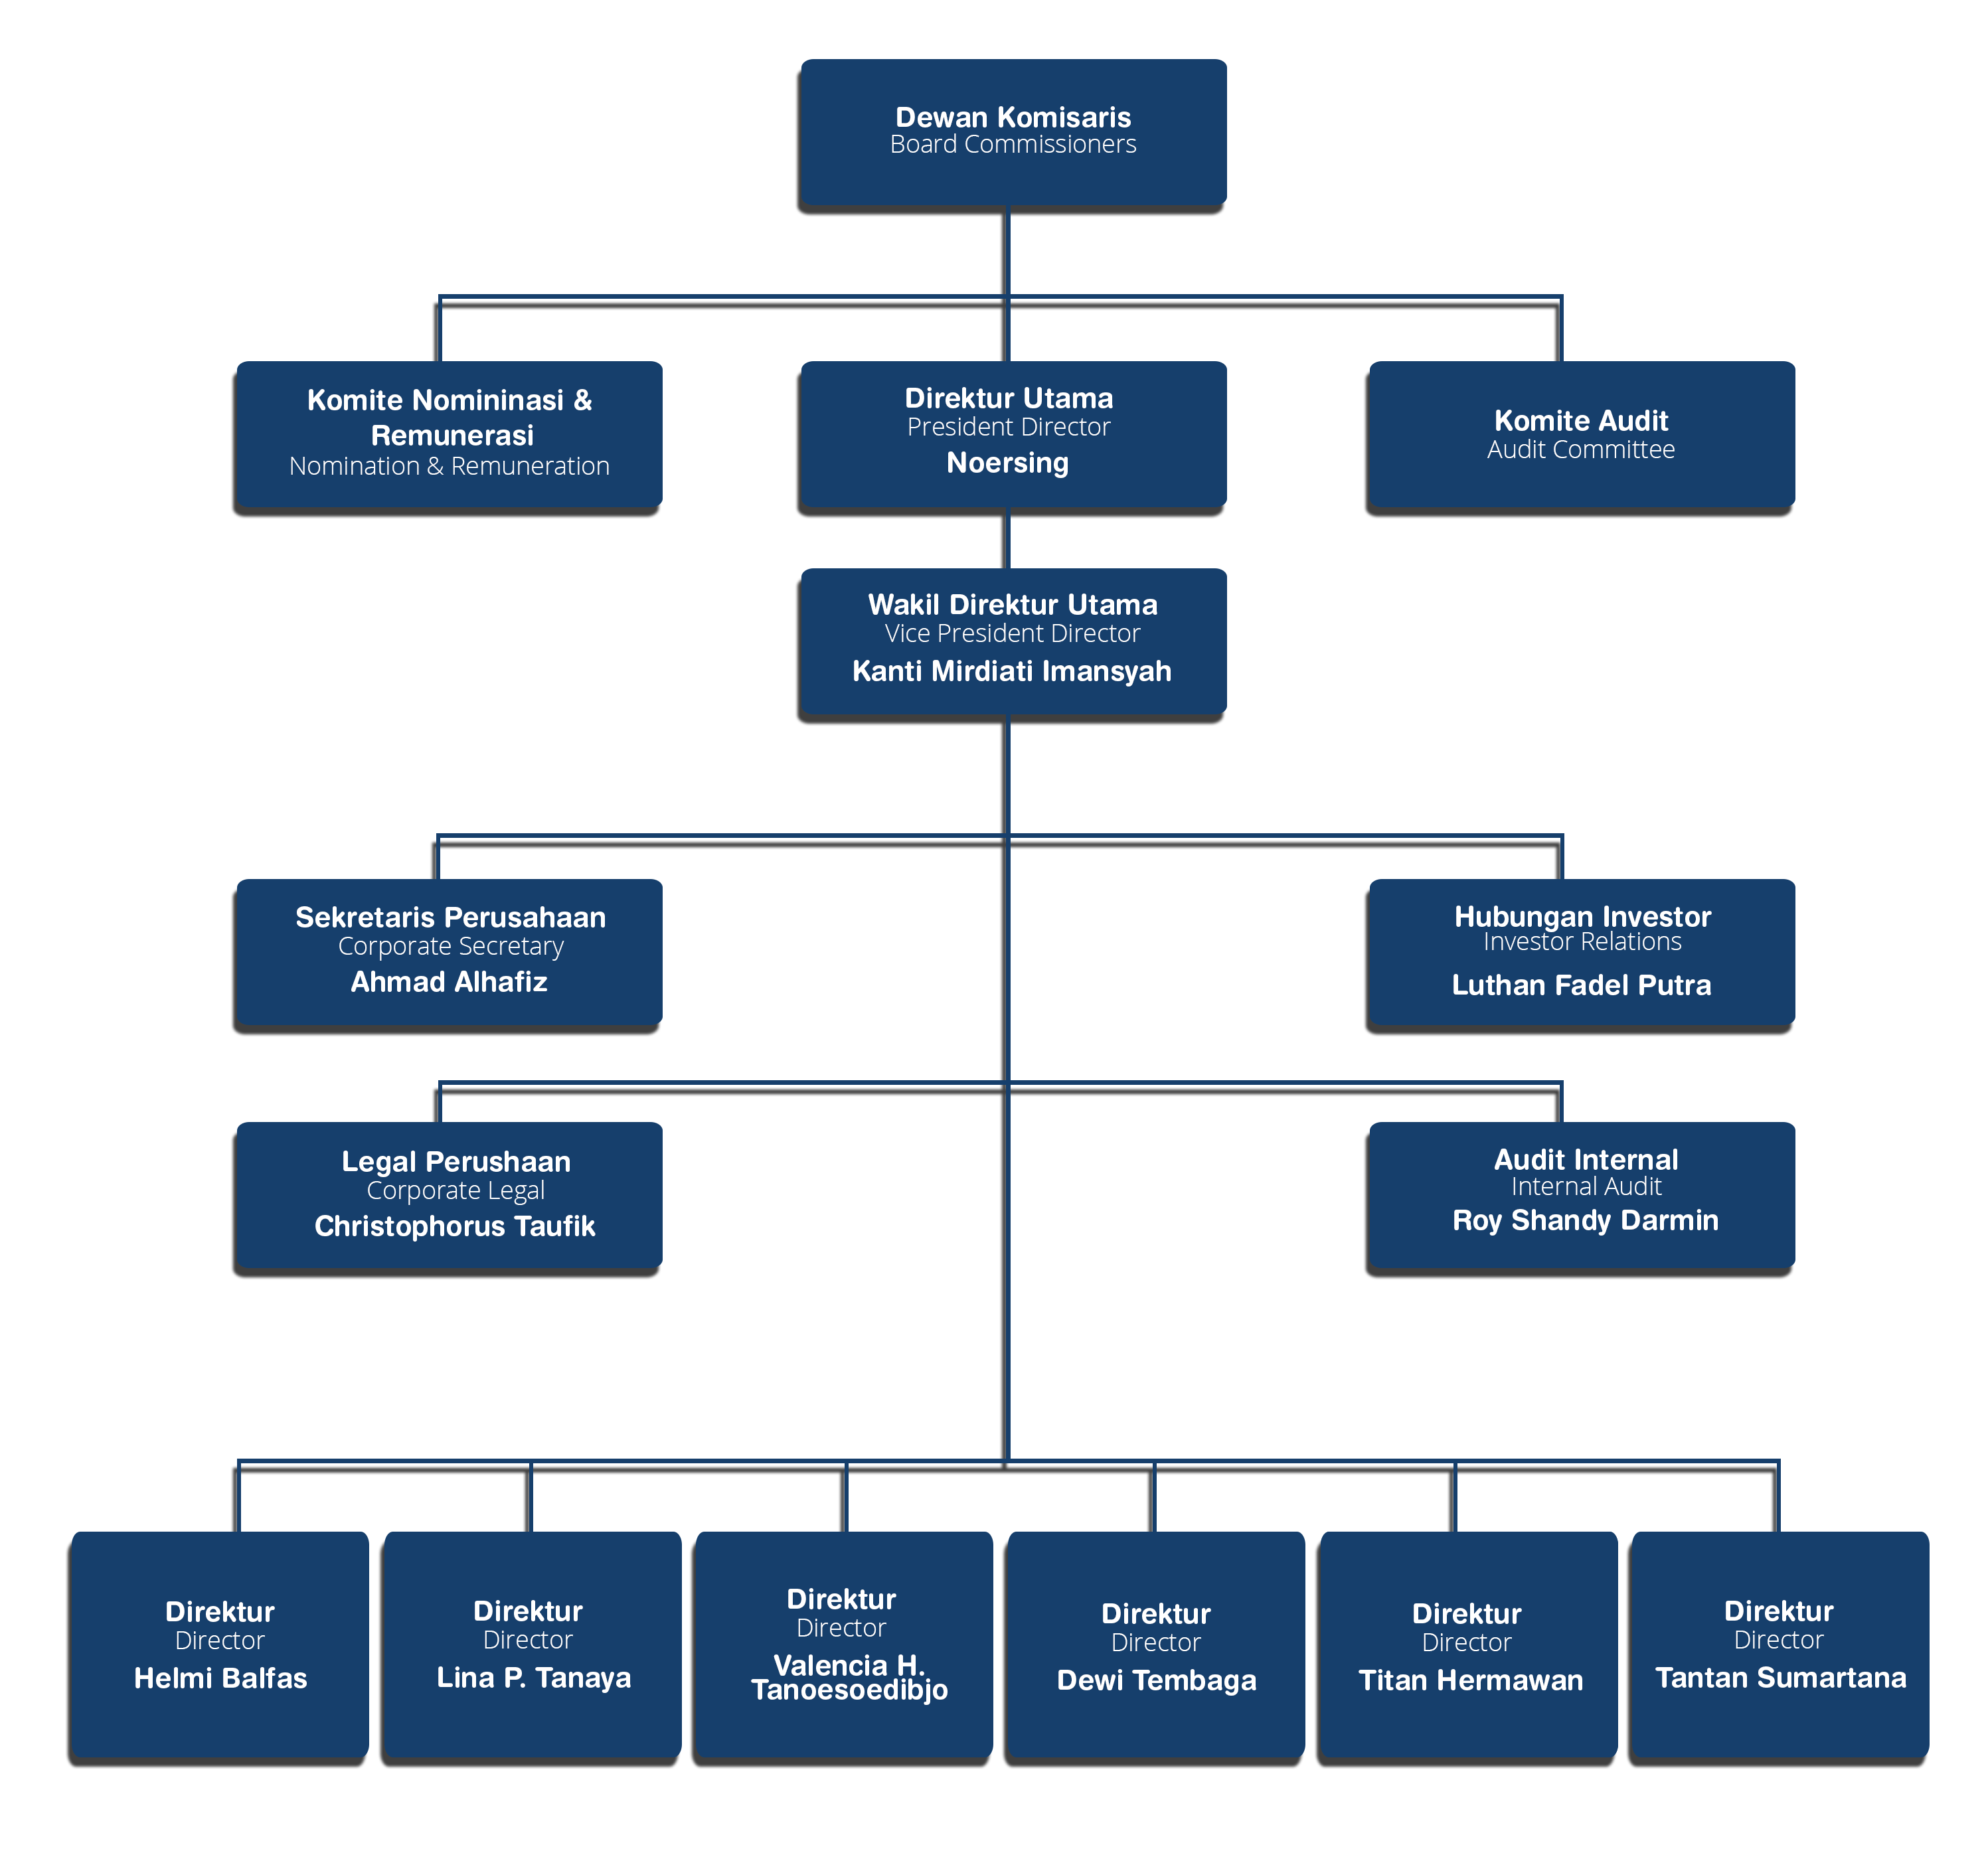 Dewan Komisaris
Board Commissioners
Komite Nomininasi &
Remunerasi
Nomination & Remuneration
Direktur Utama
President Director
Noersing
Komite Audit
Audit Committee
Wakil Direktur Utama
Vice President Director
Kanti Mirdiati Imansyah
Sekretaris Perusahaan
Corporate Secretary
Ahmad Alhafiz
Hubungan Investor
Investor Relations
Luthan Fadel Putra
Legal Perushaan
Corporate Legal
Christophorus Taufik
Audit Internal
Internal Audit
Roy Shandy Darmin
Direktur
Director
Helmi Balfas
Direktur
Director
Lina P. Tanaya
Direktur
Director
Valencia H.
Tanoesoedibjo
Direktur
Director
Dewi Tembaga
Direktur
Director
Titan Hermawan
Direktur
Director
Tantan Sumartana